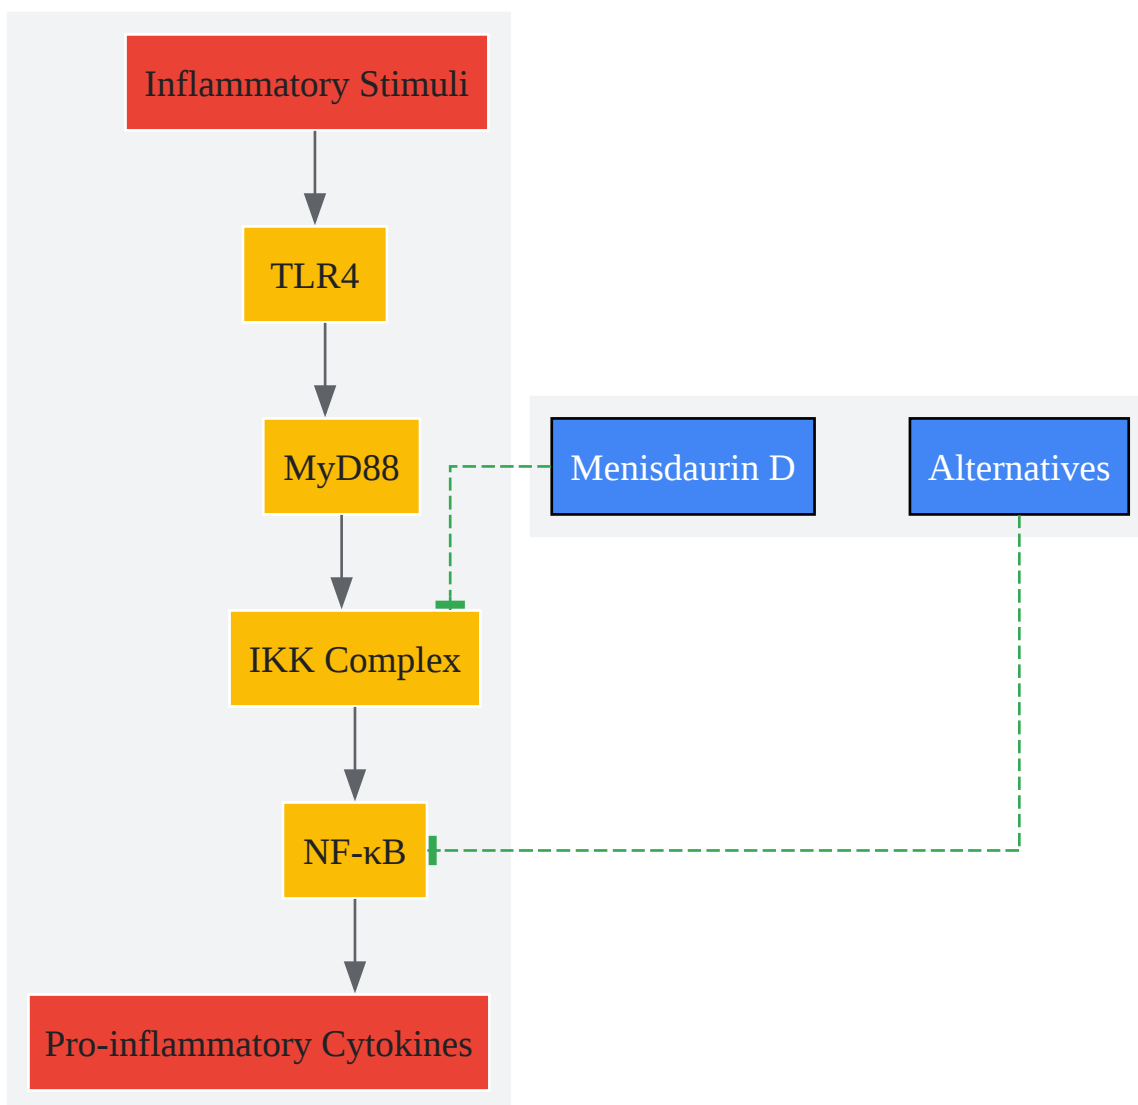 Inflammatory Stimuli
TLR4
MyD88
Menisdaurin D
Alternatives
IKK Complex
NF-κB
Pro-inflammatory Cytokines